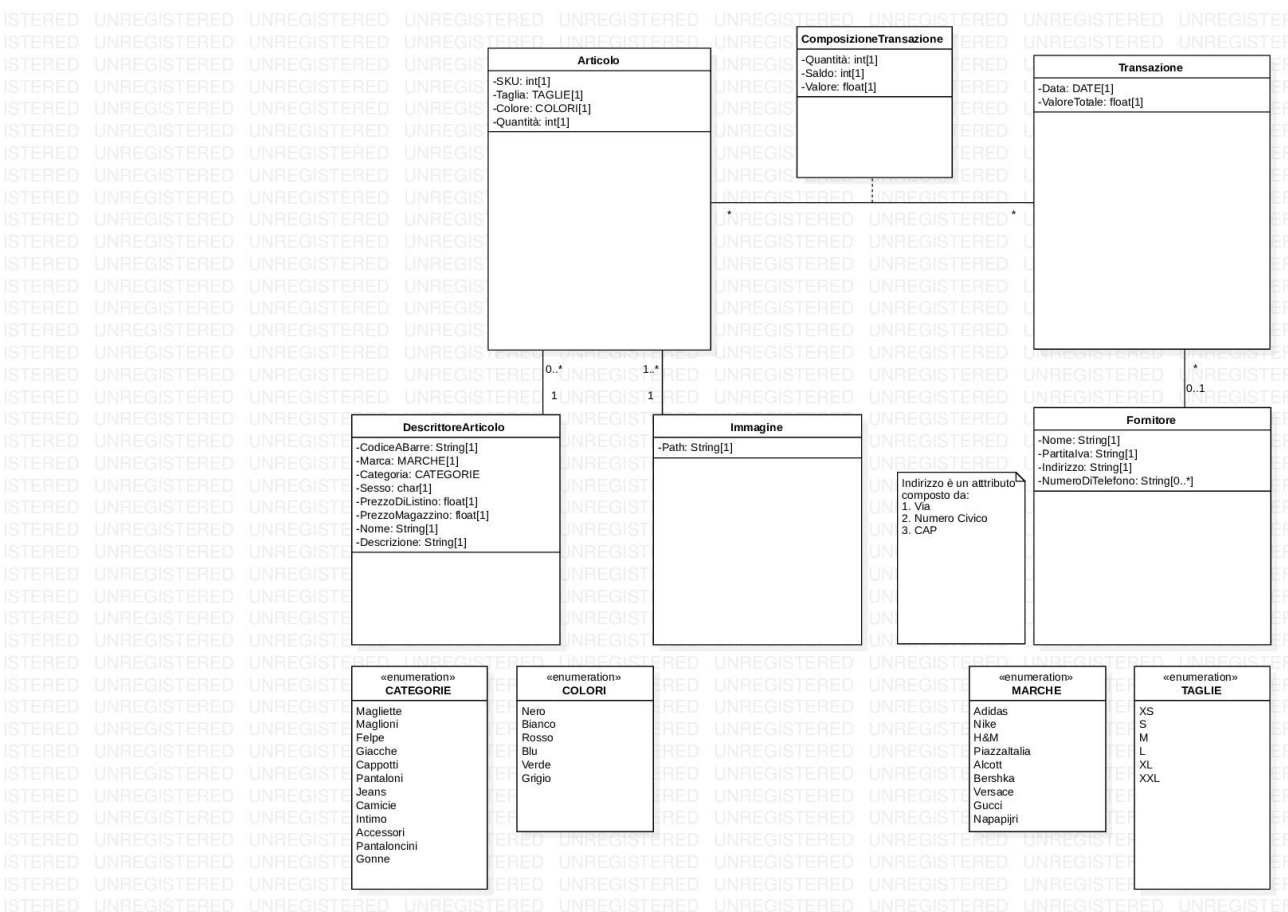 ComposizioneTransazione
-Quantità: int[1]
-Saldo: int[1]
-Valore: float[1]
Articolo
-SKU: int[1]
-Taglia: TAGLIE[1]
-Colore: COLORI[1]
-Quantità: int[1]
Transazione
-Data: DATE[1]
-ValoreTotale: float[1]
*
*
0..*
1
1..*
1
*
0..1
DescrittoreArticolo
-CodiceABarre: String[1]
-Marca: MARCHE[1]
-Categoria: CATEGORIE
-Sesso: char[1]
-PrezzoDiListino: float[1]
-PrezzoMagazzino: float[1]
-Nome: String[1]
-Descrizione: String[1]
Immagine
-Path: String[1]
Indirizzo è un atttributo
composto da:
1. Via
2. Numero Civico
3. CAP
Fornitore
-Nome: String[1]
-PartitaIva: String[1]
-Indirizzo: String[1]
-NumeroDiTelefono: String[0..*]
«enumeration»
CATEGORIE
Magliette
Maglioni
Felpe
Giacche
Cappotti
Pantaloni
Jeans
Camicie
Intimo
Accessori
Pantaloncini
Gonne
«enumeration»
COLORI
Nero
Bianco
Rosso
Blu
Verde
Grigio
«enumeration»
MARCHE
Adidas
Nike
H&M
PiazzaItalia
Alcott
Bershka
Versace
Gucci
Napapijri
«enumeration»
TAGLIE
XS
S
M
L
XL
XXL
UNREGISTERED